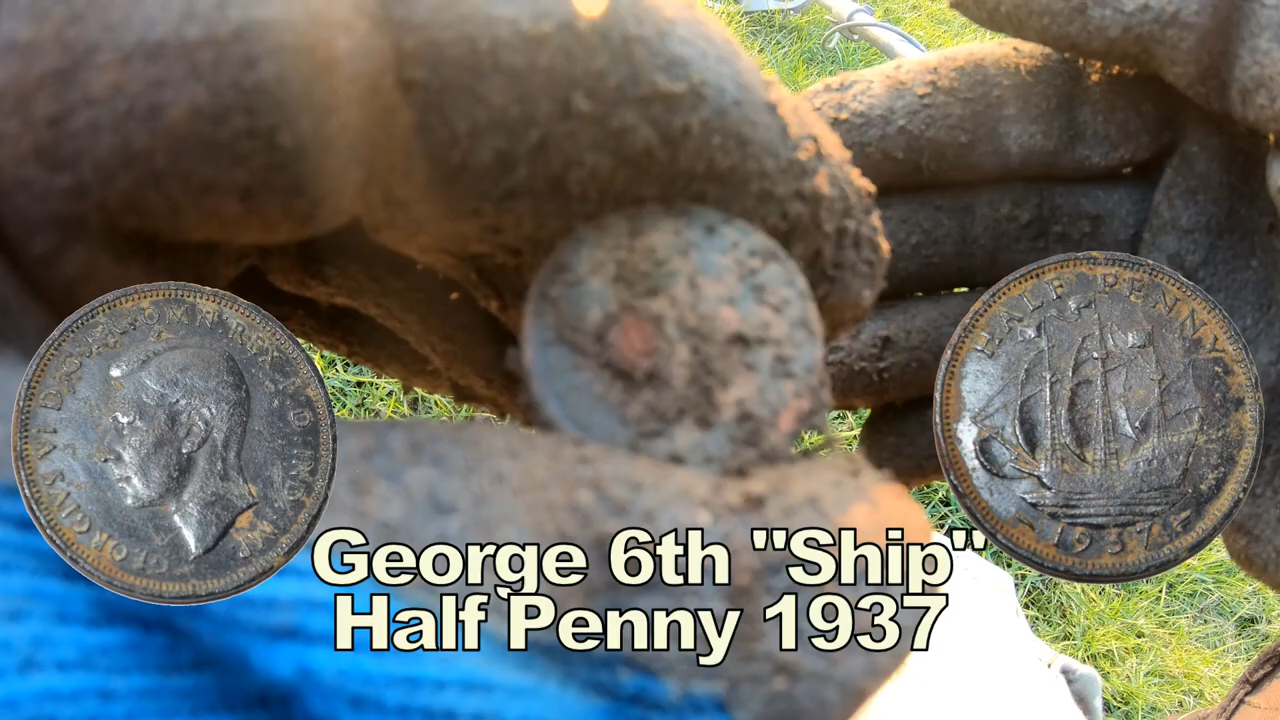 GEORGIVS VI D:G:BR:OMN:REX F.D.IND.IMP.
HALF PENNY
1937
George 6th "Ship"
Half Penny 1937